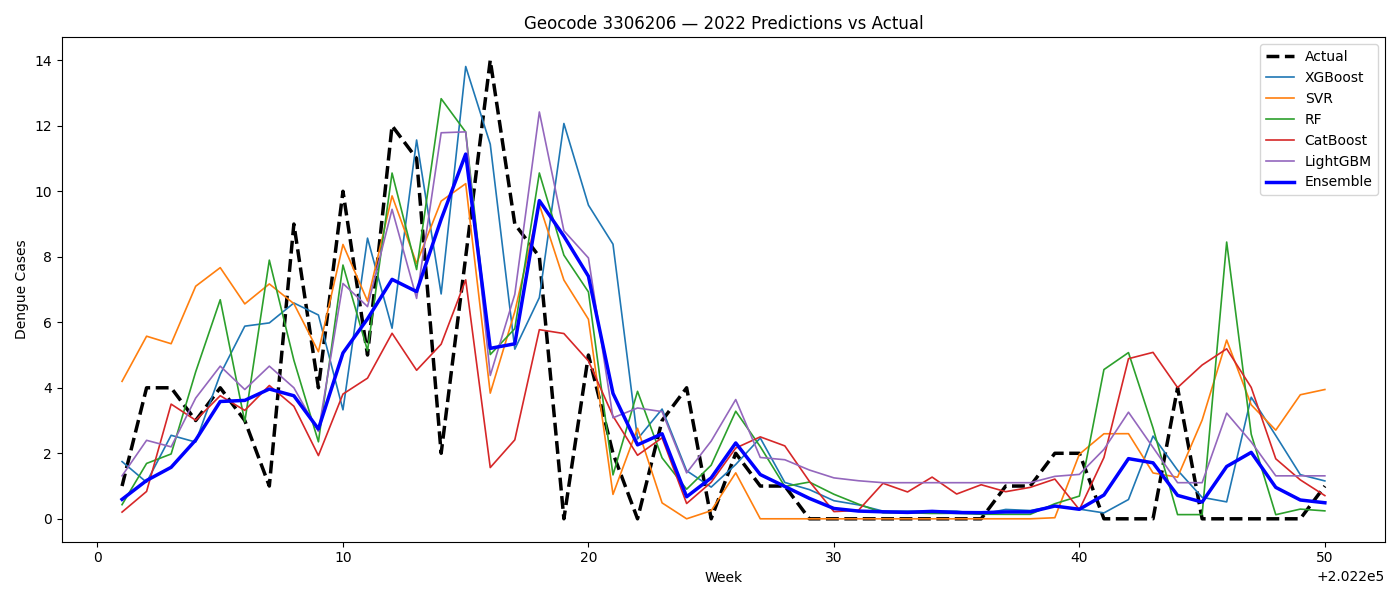 Geocode 3306206 — 2022 Predictions vs Actual
Dengue Cases
14
12
10
8
6
4
2
0
Actual
XGBoost
SVR
RF
CatBoost
LightGBM
Ensemble
0 10 20 30 40 50
Week
+2.022e5